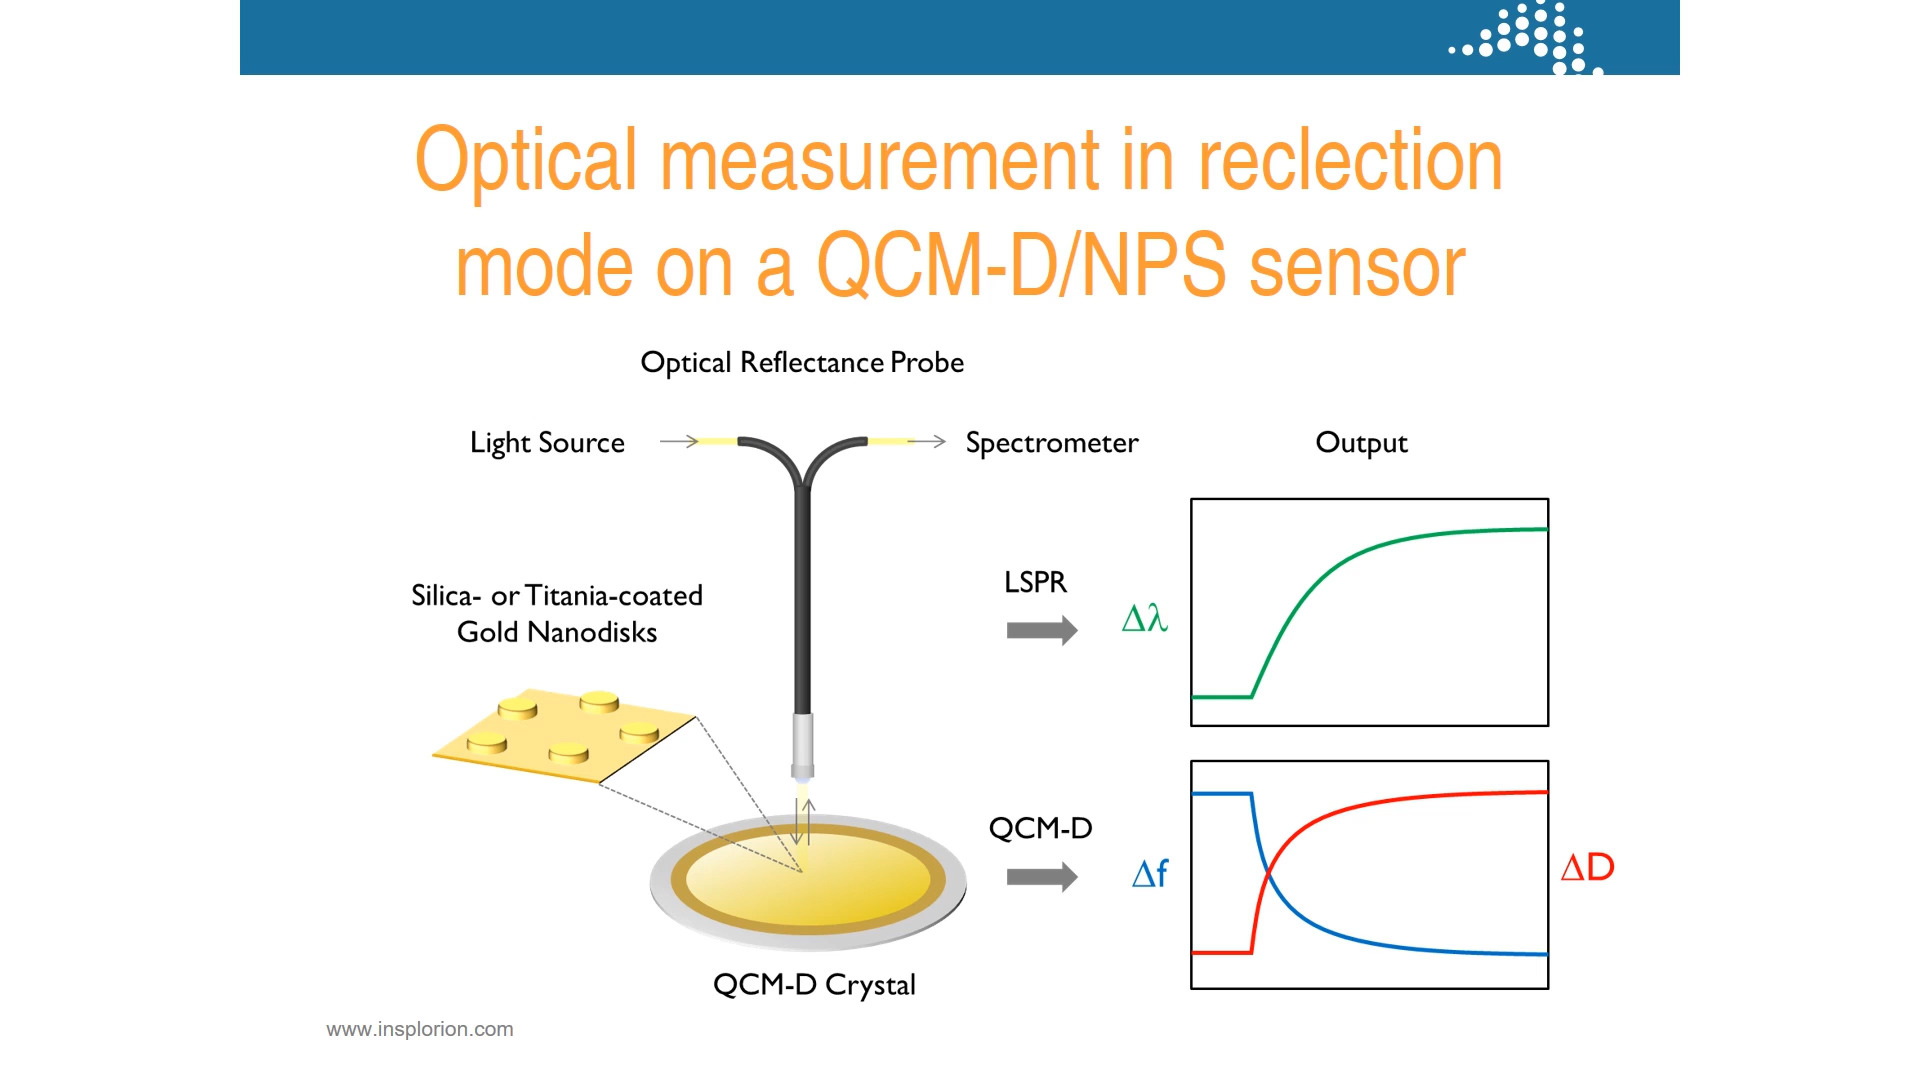 Optical measurement in reclection
mode on a QCM-D/NPS sensor
Optical Reflectance Probe
Light Source
Spectrometer
Output
Silica- or Titania-coated
Gold Nanodisks
LSPR
Δλ
QCM-D
Δf
ΔD
QCM-D Crystal
www.insplorion.com